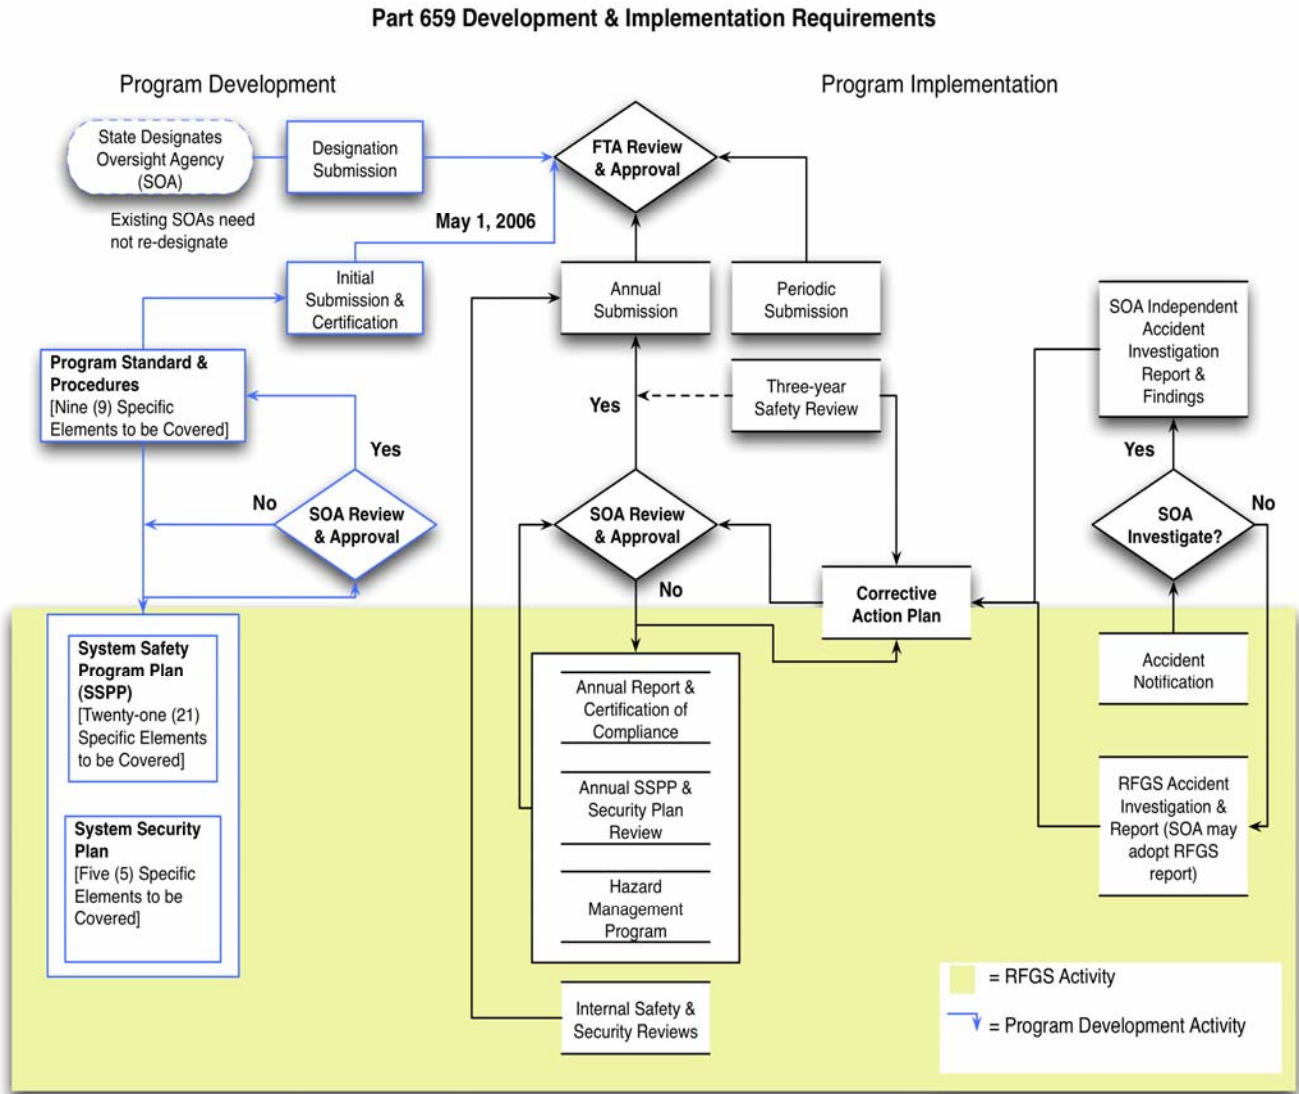 Part 659 Development & Implementation Requirements
Program Development
Program Implementation
State Designates
Oversight Agency
(SOA)
Existing SOAs need
not re-designate
Designation
Submission
FTA Review
& Approval
May 1, 2006
Initial
Submission &
Certification
Annual
Submission
Periodic
Submission
Program Standard &
Procedures
[Nine (9) Specific
Elements to be Covered]
Yes
No
SOA Review
& Approval
Yes
Three-year
Safety Review
SOA Review
& Approval
No
Corrective
Action Plan
SOA Independent
Accident
Investigation
Report &
Findings
Yes
No
SOA
Investigate?
Accident
Notification
RFGS Accident
Investigation &
Report (SOA may
adopt RFGS
report)
System Safety
Program Plan
(SSPP)
[Twenty-one (21)
Specific Elements
to be Covered]
System Security
Plan
[Five (5) Specific
Elements to be
Covered]
Annual Report &
Certification of
Compliance
Annual SSPP &
Security Plan
Review
Hazard
Management
Program
Internal Safety &
Security Reviews
= RFGS Activity
= Program Development Activity